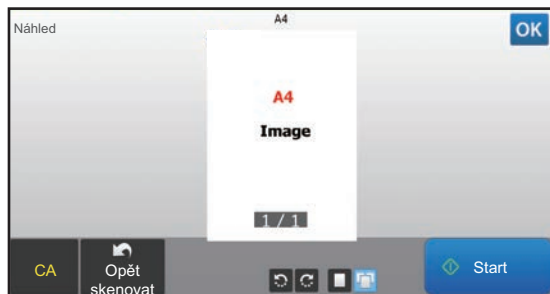 Náhled
A4
OK
A4
Image
1 / 1
CA
Opět
skenovat
Start